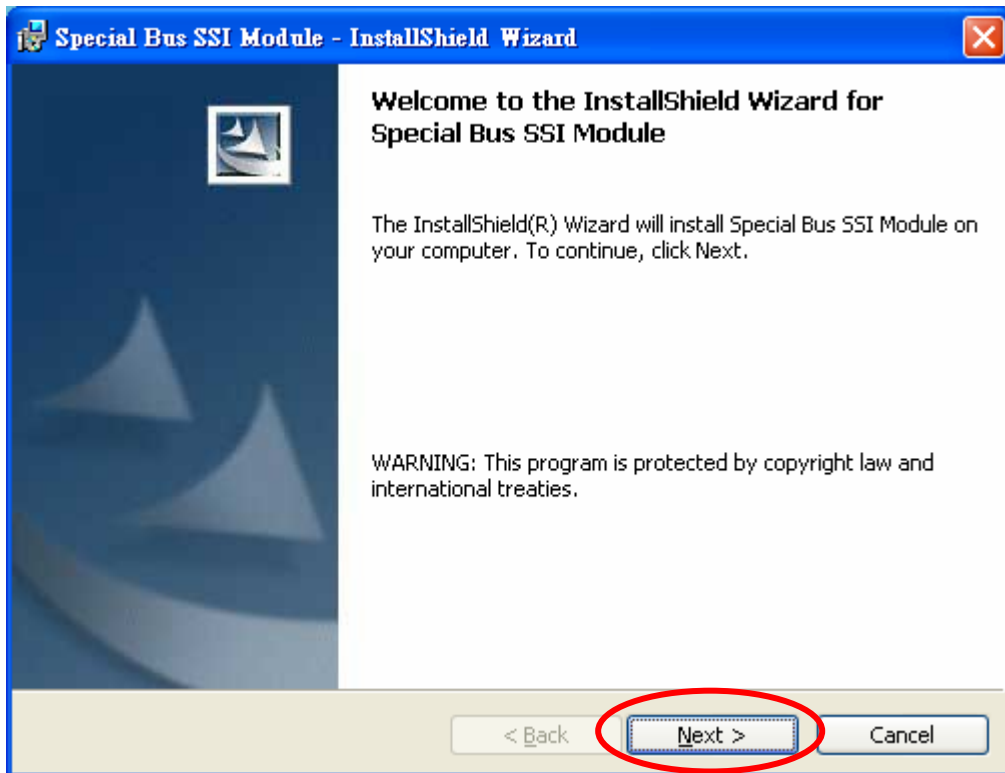 Special Bus SSI Module - InstallShield Wizard
Welcome to the InstallShield Wizard for
Special Bus SSI Module
The InstallShield(R) Wizard will install Special Bus SSI Module on
your computer. To continue, click Next.
WARNING: This program is protected by copyright law and
international treaties.
< Back Next > Cancel